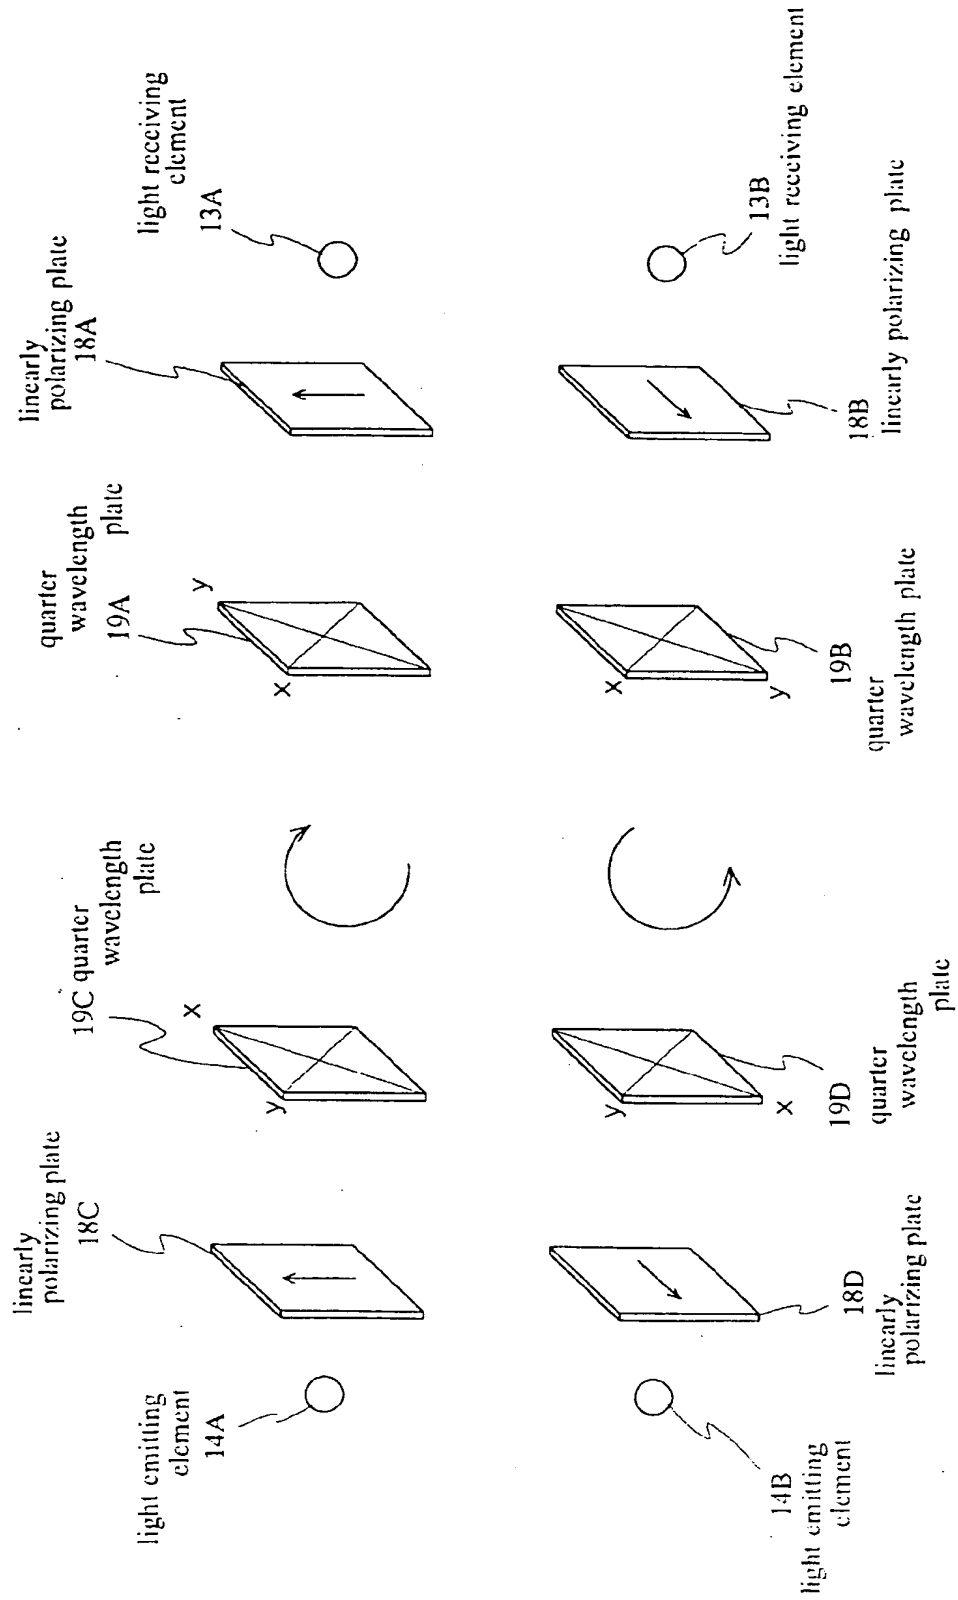 light emitting
element
14A
linearly
polarizing plate
18C
19C quarter
wavelength
plate
quarter
wavelength
plate
19A
linearly
polarizing plate
18A
light receiving
element
13A
y
x
x
y
y
x
x
y
14B
light emitting
element
18D
linearly
polarizing plate
19D
quarter
wavelength
plate
19B
quarter
wavelength plate
18B
linearly polarizing plate
13B
light receiving element